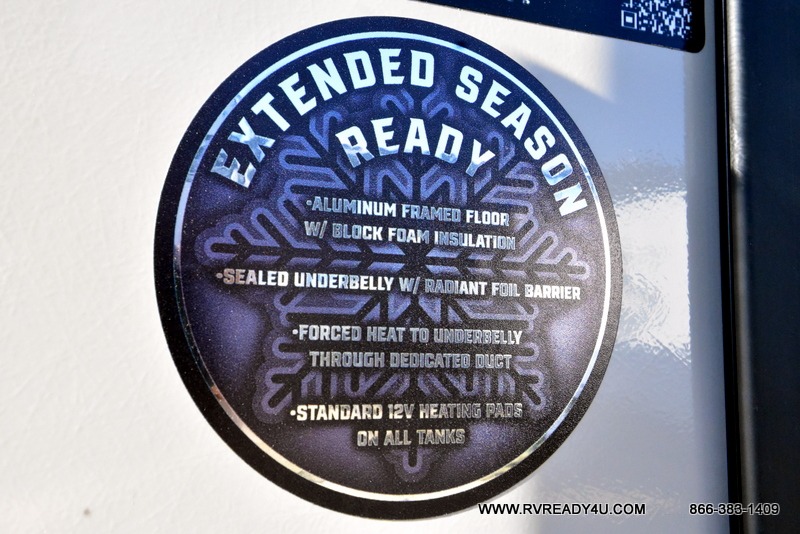 EXTENDED SEASON
READY
•ALUMINUM FRAMED FLOOR
W/ BLOCK FOAM INSULATION
•SEALED UNDERBELLY W/ RADIANT FOIL BARRIER
•FORCED HEAT TO UNDERBELLY
THROUGH DEDICATED DUCT
•STANDARD 12V HEATING PADS
ON ALL TANKS
WWW.RVREADY4U.COM 866-383-1409